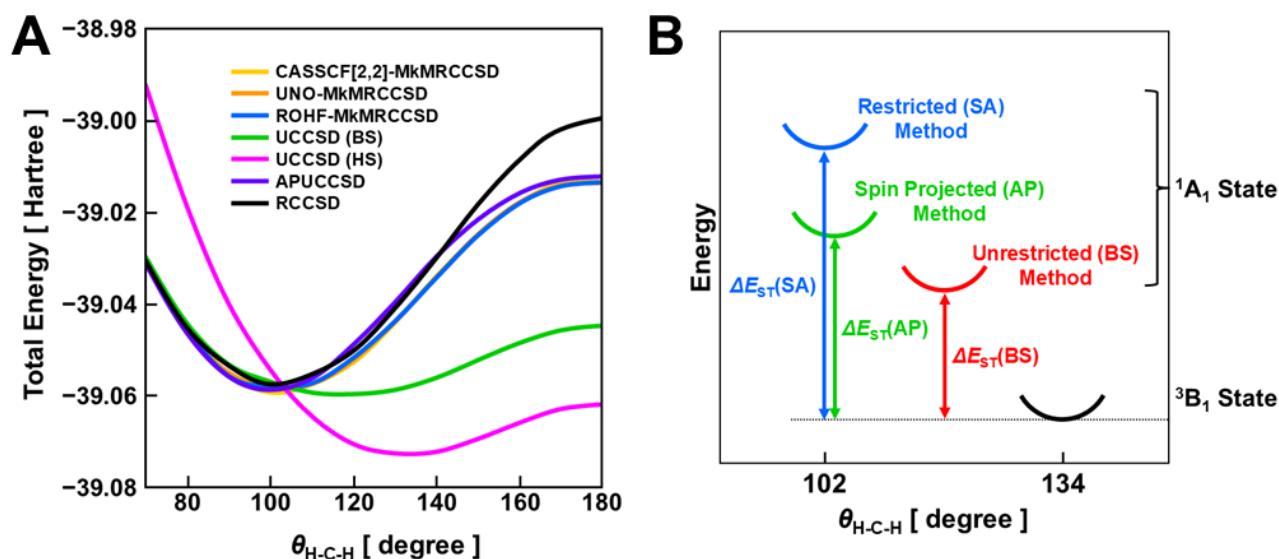 A
−38.98
−39.00
−39.02
−39.04
−39.06
−39.08
Total Energy [ Hartree ]
CASSCF[2,2]-MkMRCCSD
UNO-MkMRCCSD
ROHF-MkMRCCSD
UCCSD (BS)
UCCSD (HS)
APUCCSD
RCCSD
80 100 120 140 160 180
θH-C-H [ degree ]
B
Energy
Restricted (SA)
Method
Spin Projected (AP)
Method
Unrestricted (BS)
Method
¹A₁ State
ΔEST(SA)
ΔEST(AP)
ΔEST(BS)
³B₁ State
102 134
θH-C-H [ degree ]